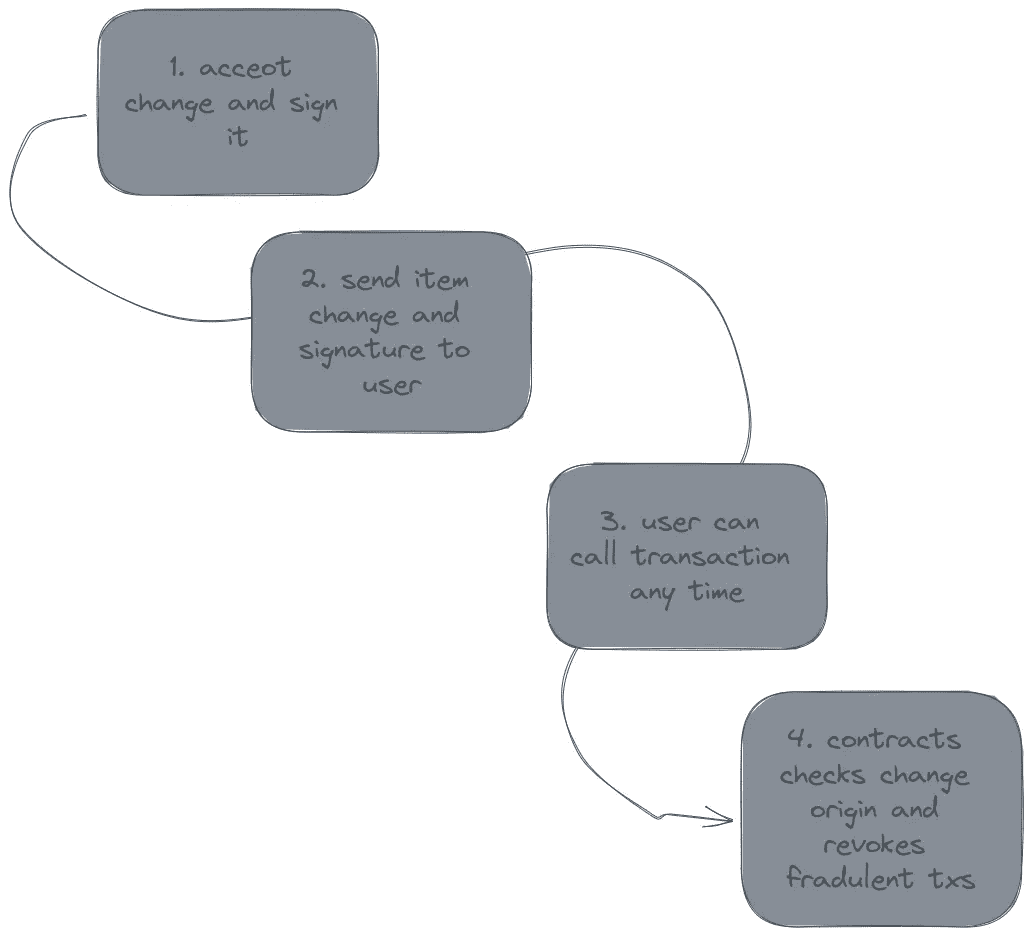 1. acceot
change and sign
it
2. send item
change and
signature to
user
3. user can
call transaction
any time
4. contracts
checks change
origin and
revokes
fradulent txs